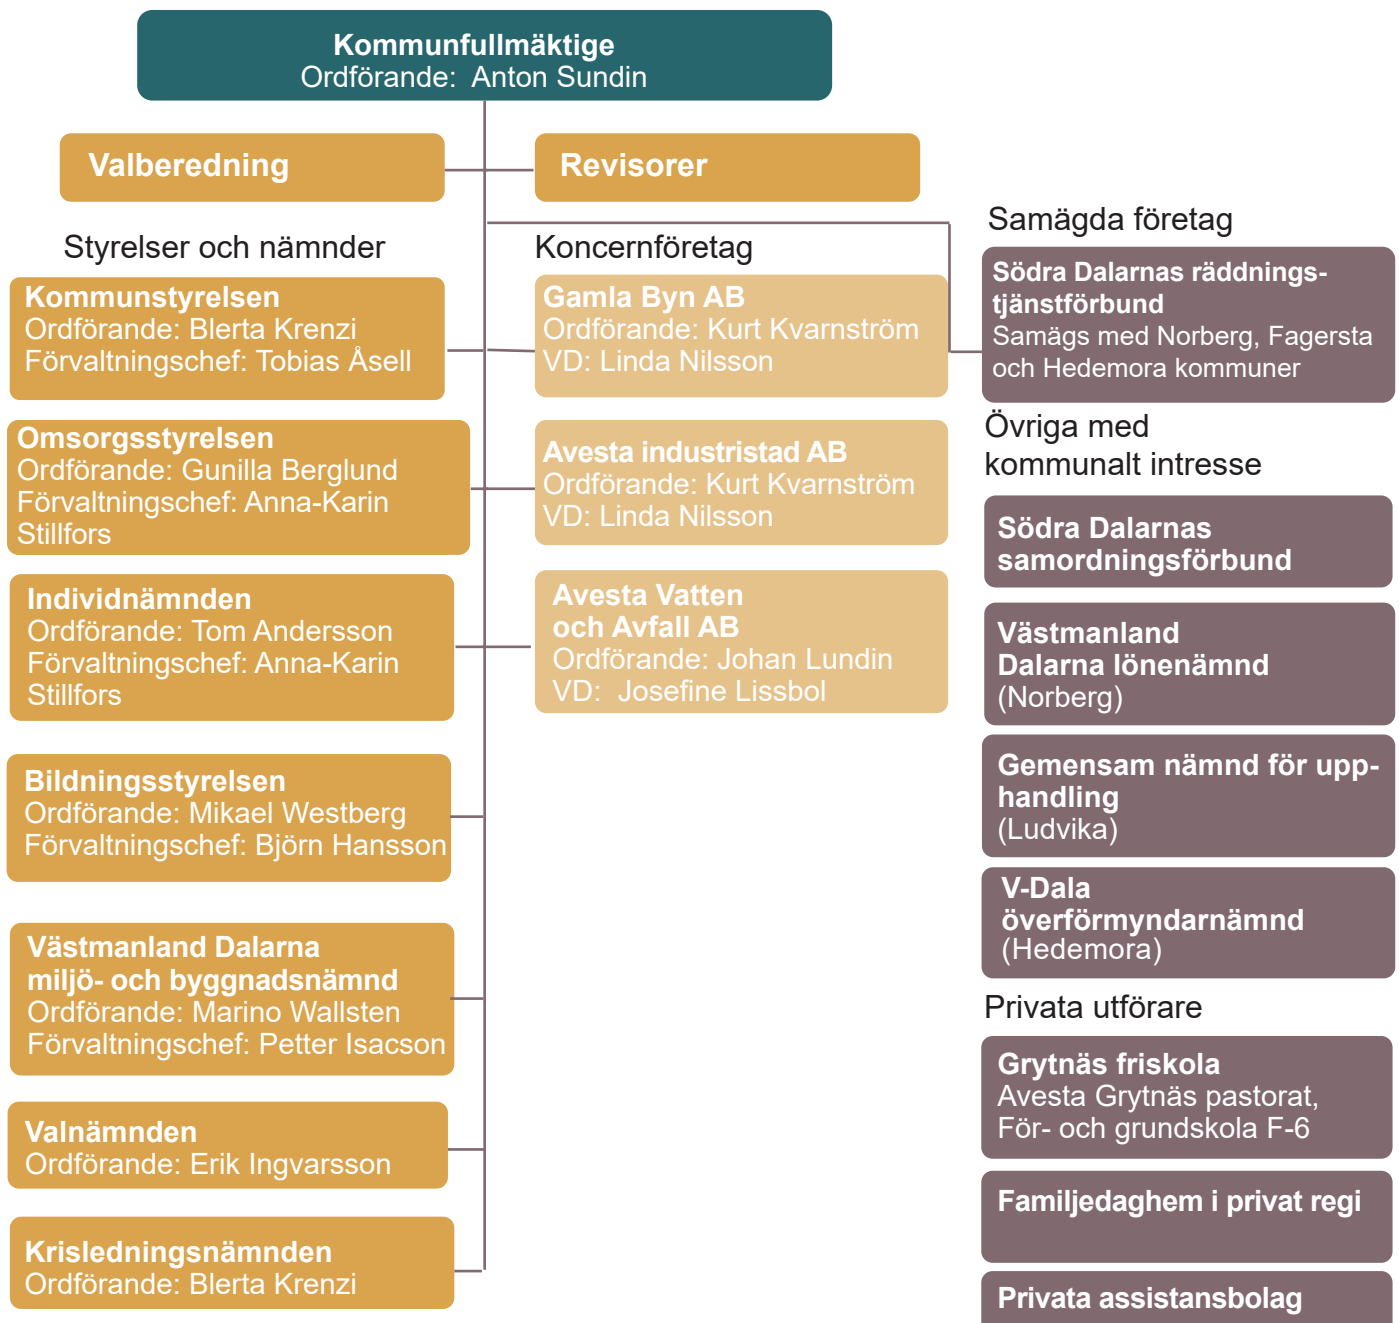 Kommunfullmäktige
Ordförande: Anton Sundin
Valberedning
Revisorer
Styrelser och nämnder
Kommunstyrelsen
Ordförande: Blerta Krenzi
Förvaltningschef: Tobias Åsell
Omsorgsstyrelsen
Ordförande: Gunilla Berglund
Förvaltningschef: Anna-Karin
Stillfors
Individnämnden
Ordförande: Tom Andersson
Förvaltningschef: Anna-Karin
Stillfors
Bildningsstyrelsen
Ordförande: Mikael Westberg
Förvaltningschef: Björn Hansson
Västmanland Dalarna
miljö- och byggnadsnämnd
Ordförande: Marino Wallsten
Förvaltningschef: Petter Isacson
Valnämnden
Ordförande: Erik Ingvarsson
Krisledningsnämnden
Ordförande: Blerta Krenzi
Koncernföretag
Gamla Byn AB
Ordförande: Kurt Kvarnström
VD: Linda Nilsson
Avesta industristad AB
Ordförande: Kurt Kvarnström
VD: Linda Nilsson
Avesta Vatten
och Avfall AB
Ordförande: Johan Lundin
VD: Josefine Lissbol
Samägda företag
Södra Dalarnas räddnings-
tjänstförbund
Samägs med Norberg, Fagersta
och Hedemora kommuner
Övriga med
kommunalt intresse
Södra Dalarnas
samordningsförbund
Västmanland
Dalarna lönenämnd
(Norberg)
Gemensam nämnd för upp-
handling
(Ludvika)
V-Dala
överförmyndarnämnd
(Hedemora)
Privata utförare
Grytnäs friskola
Avesta Grytnäs pastorat,
För- och grundskola F-6
Familjedaghem i privat regi
Privata assistansbolag